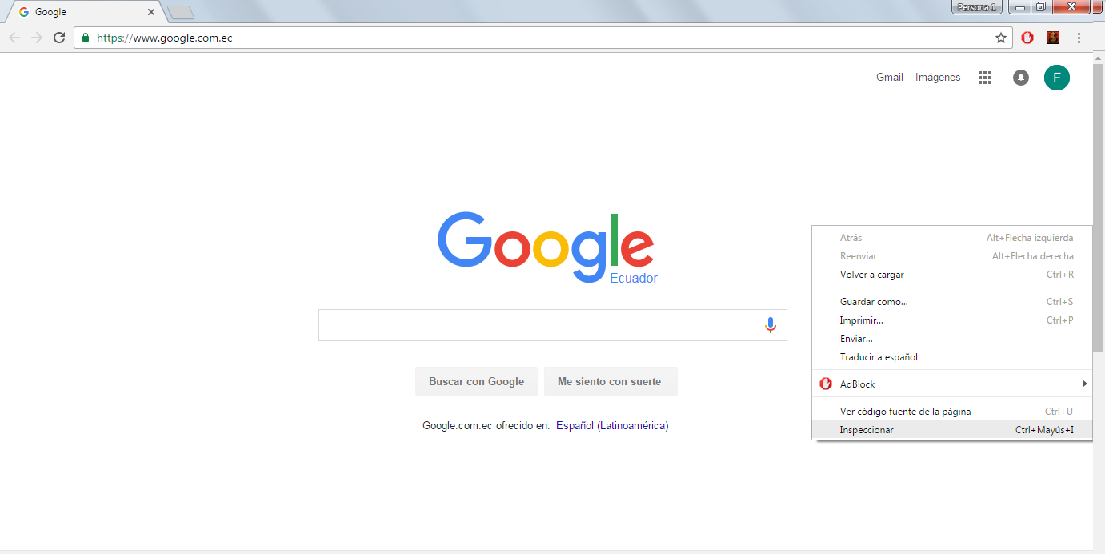 Google
Persona 1
https://www.google.com.ec
Gmail Imágenes
F
Google
Ecuador
Buscar con Google Me siento con suerte
Google.com.ec ofrecido en: Español (Latinoamérica)
Atrás Alt+Flecha izquierda
Reenviar Alt+Flecha derecha
Volver a cargar Ctrl+R
Guardar como... Ctrl+S
Imprimir... Ctrl+P
Enviar...
Traducir a español
AdBlock
Ver código fuente de la página Ctrl+U
Inspeccionar Ctrl+Mayús+I